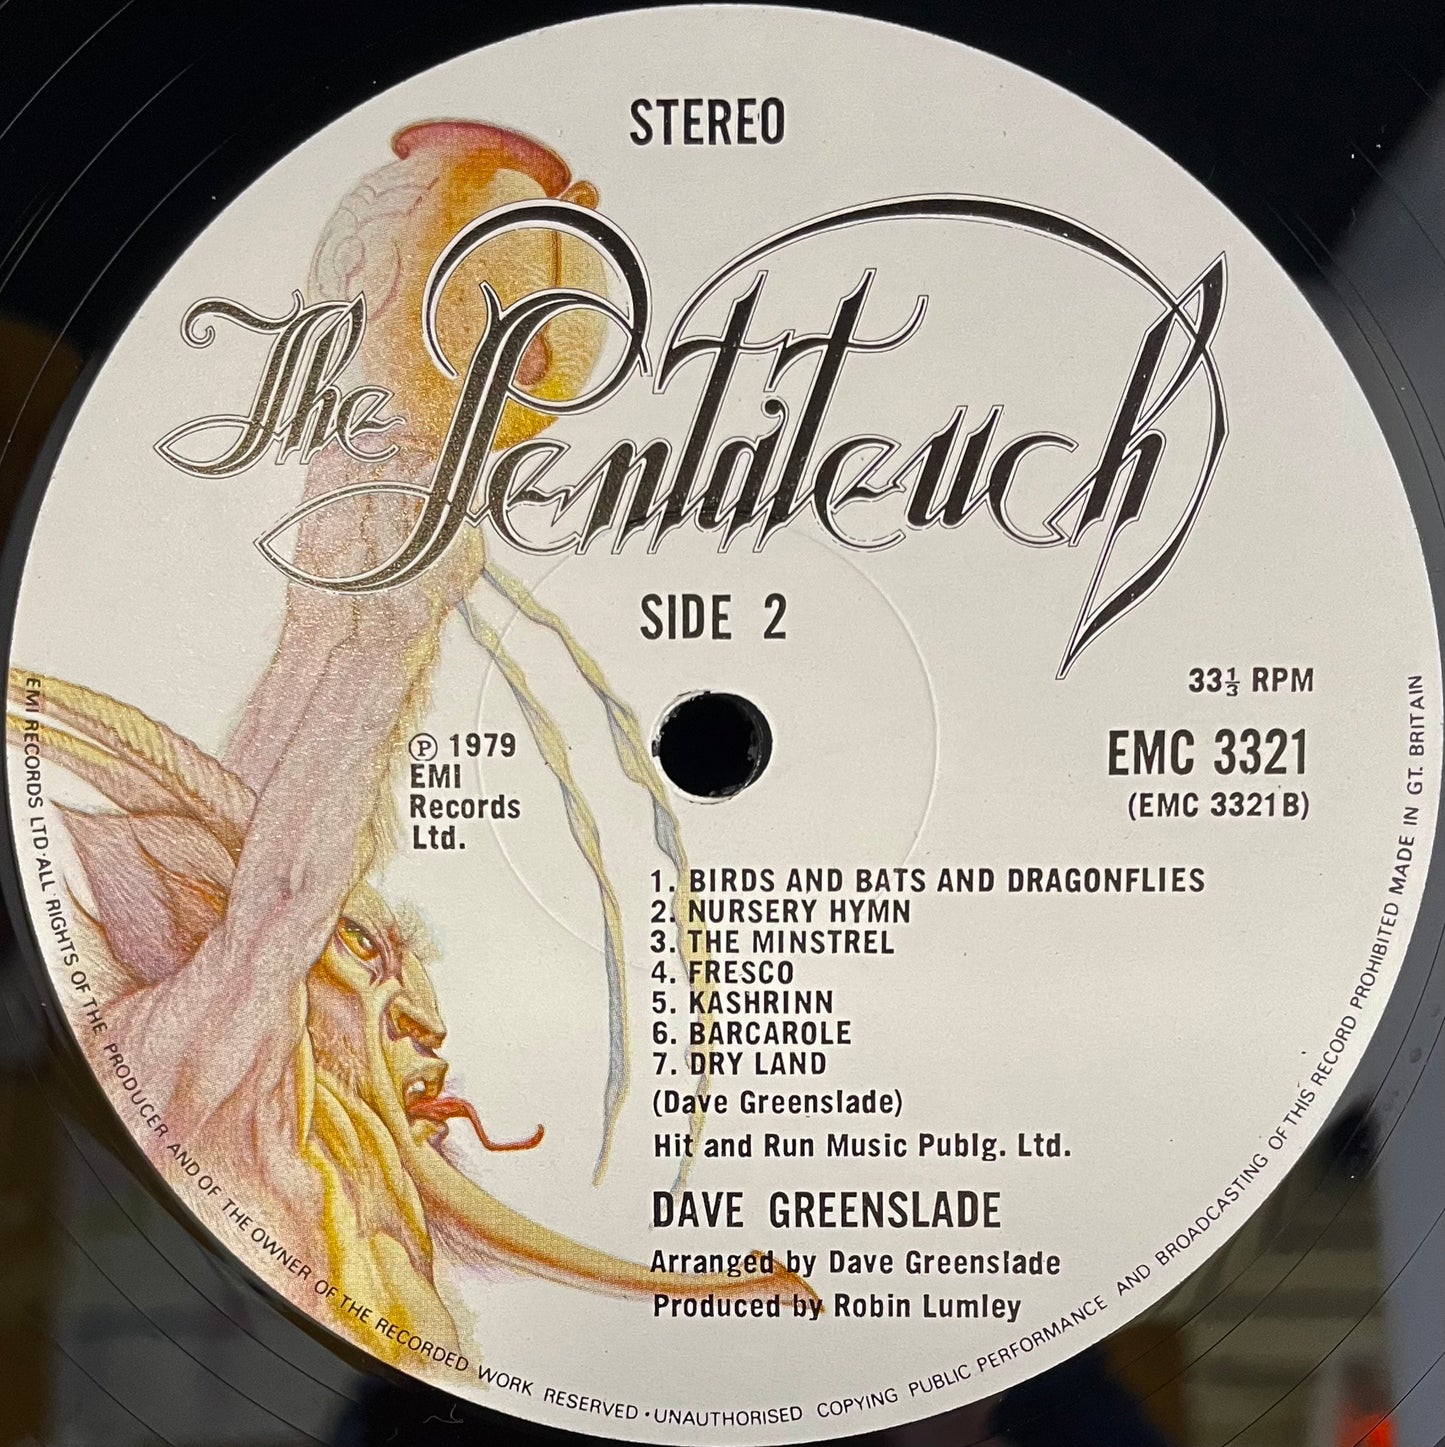 STEREO
The Pentateuch
SIDE 2
33⅓ RPM
℗ 1979
EMI
Records
Ltd.
EMC 3321
(EMC 3321B)
1. BIRDS AND BATS AND DRAGONFLIES
2. NURSERY HYMN
3. THE MINSTREL
4. FRESCO
5. KASHRINN
6. BARCAROLE
7. DRY LAND
(Dave Greenslade)
Hit and Run Music Publg. Ltd.
DAVE GREENSLADE
Arranged by Dave Greenslade
Produced by Robin Lumley
EMI RECORDS LTD·ALL RIGHTS OF THE PRODUCER AND OF THE OWNER OF THE RECORDED WORK RESERVED·UNAUTHORISED COPYING PUBLIC PERFORMANCE AND BROADCASTING OF THIS RECORD PROHIBITED MADE IN GT. BRITAIN